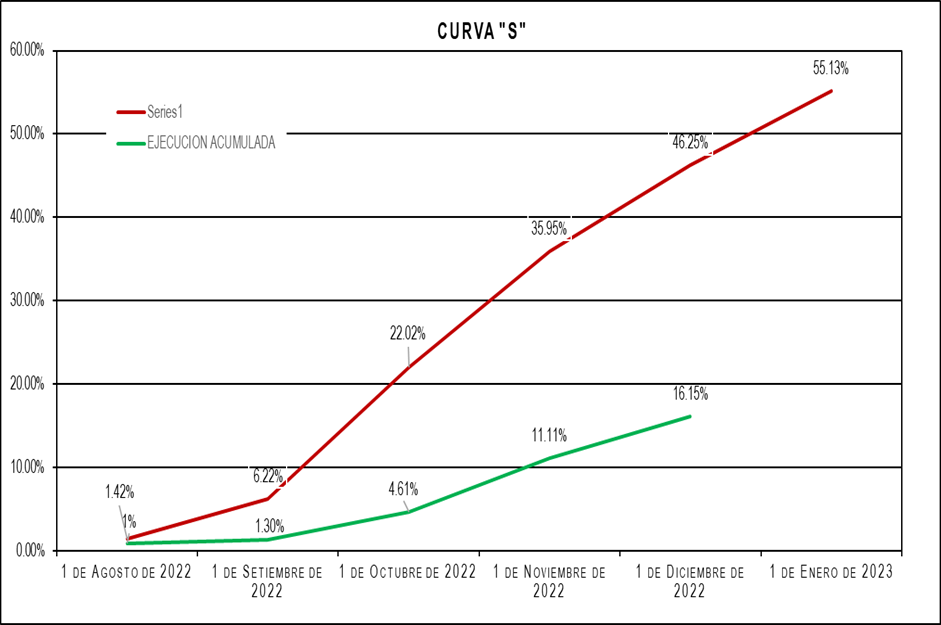 CURVA "S"
60.00%
50.00%
40.00%
30.00%
20.00%
10.00%
0.00%
Series1
EJECUCION ACUMULADA
1.42%
6.22%
22.02%
35.95%
46.25%
55.13%
1%
1.30%
4.61%
11.11%
16.15%
1 DE AGOSTO DE 2022
1 DE SETIEMBRE DE
2022
1 DE OCTUBRE DE 2022
1 DE NOVIEMBRE DE
2022
1 DE DICIEMBRE DE
2022
1 DE ENERO DE 2023